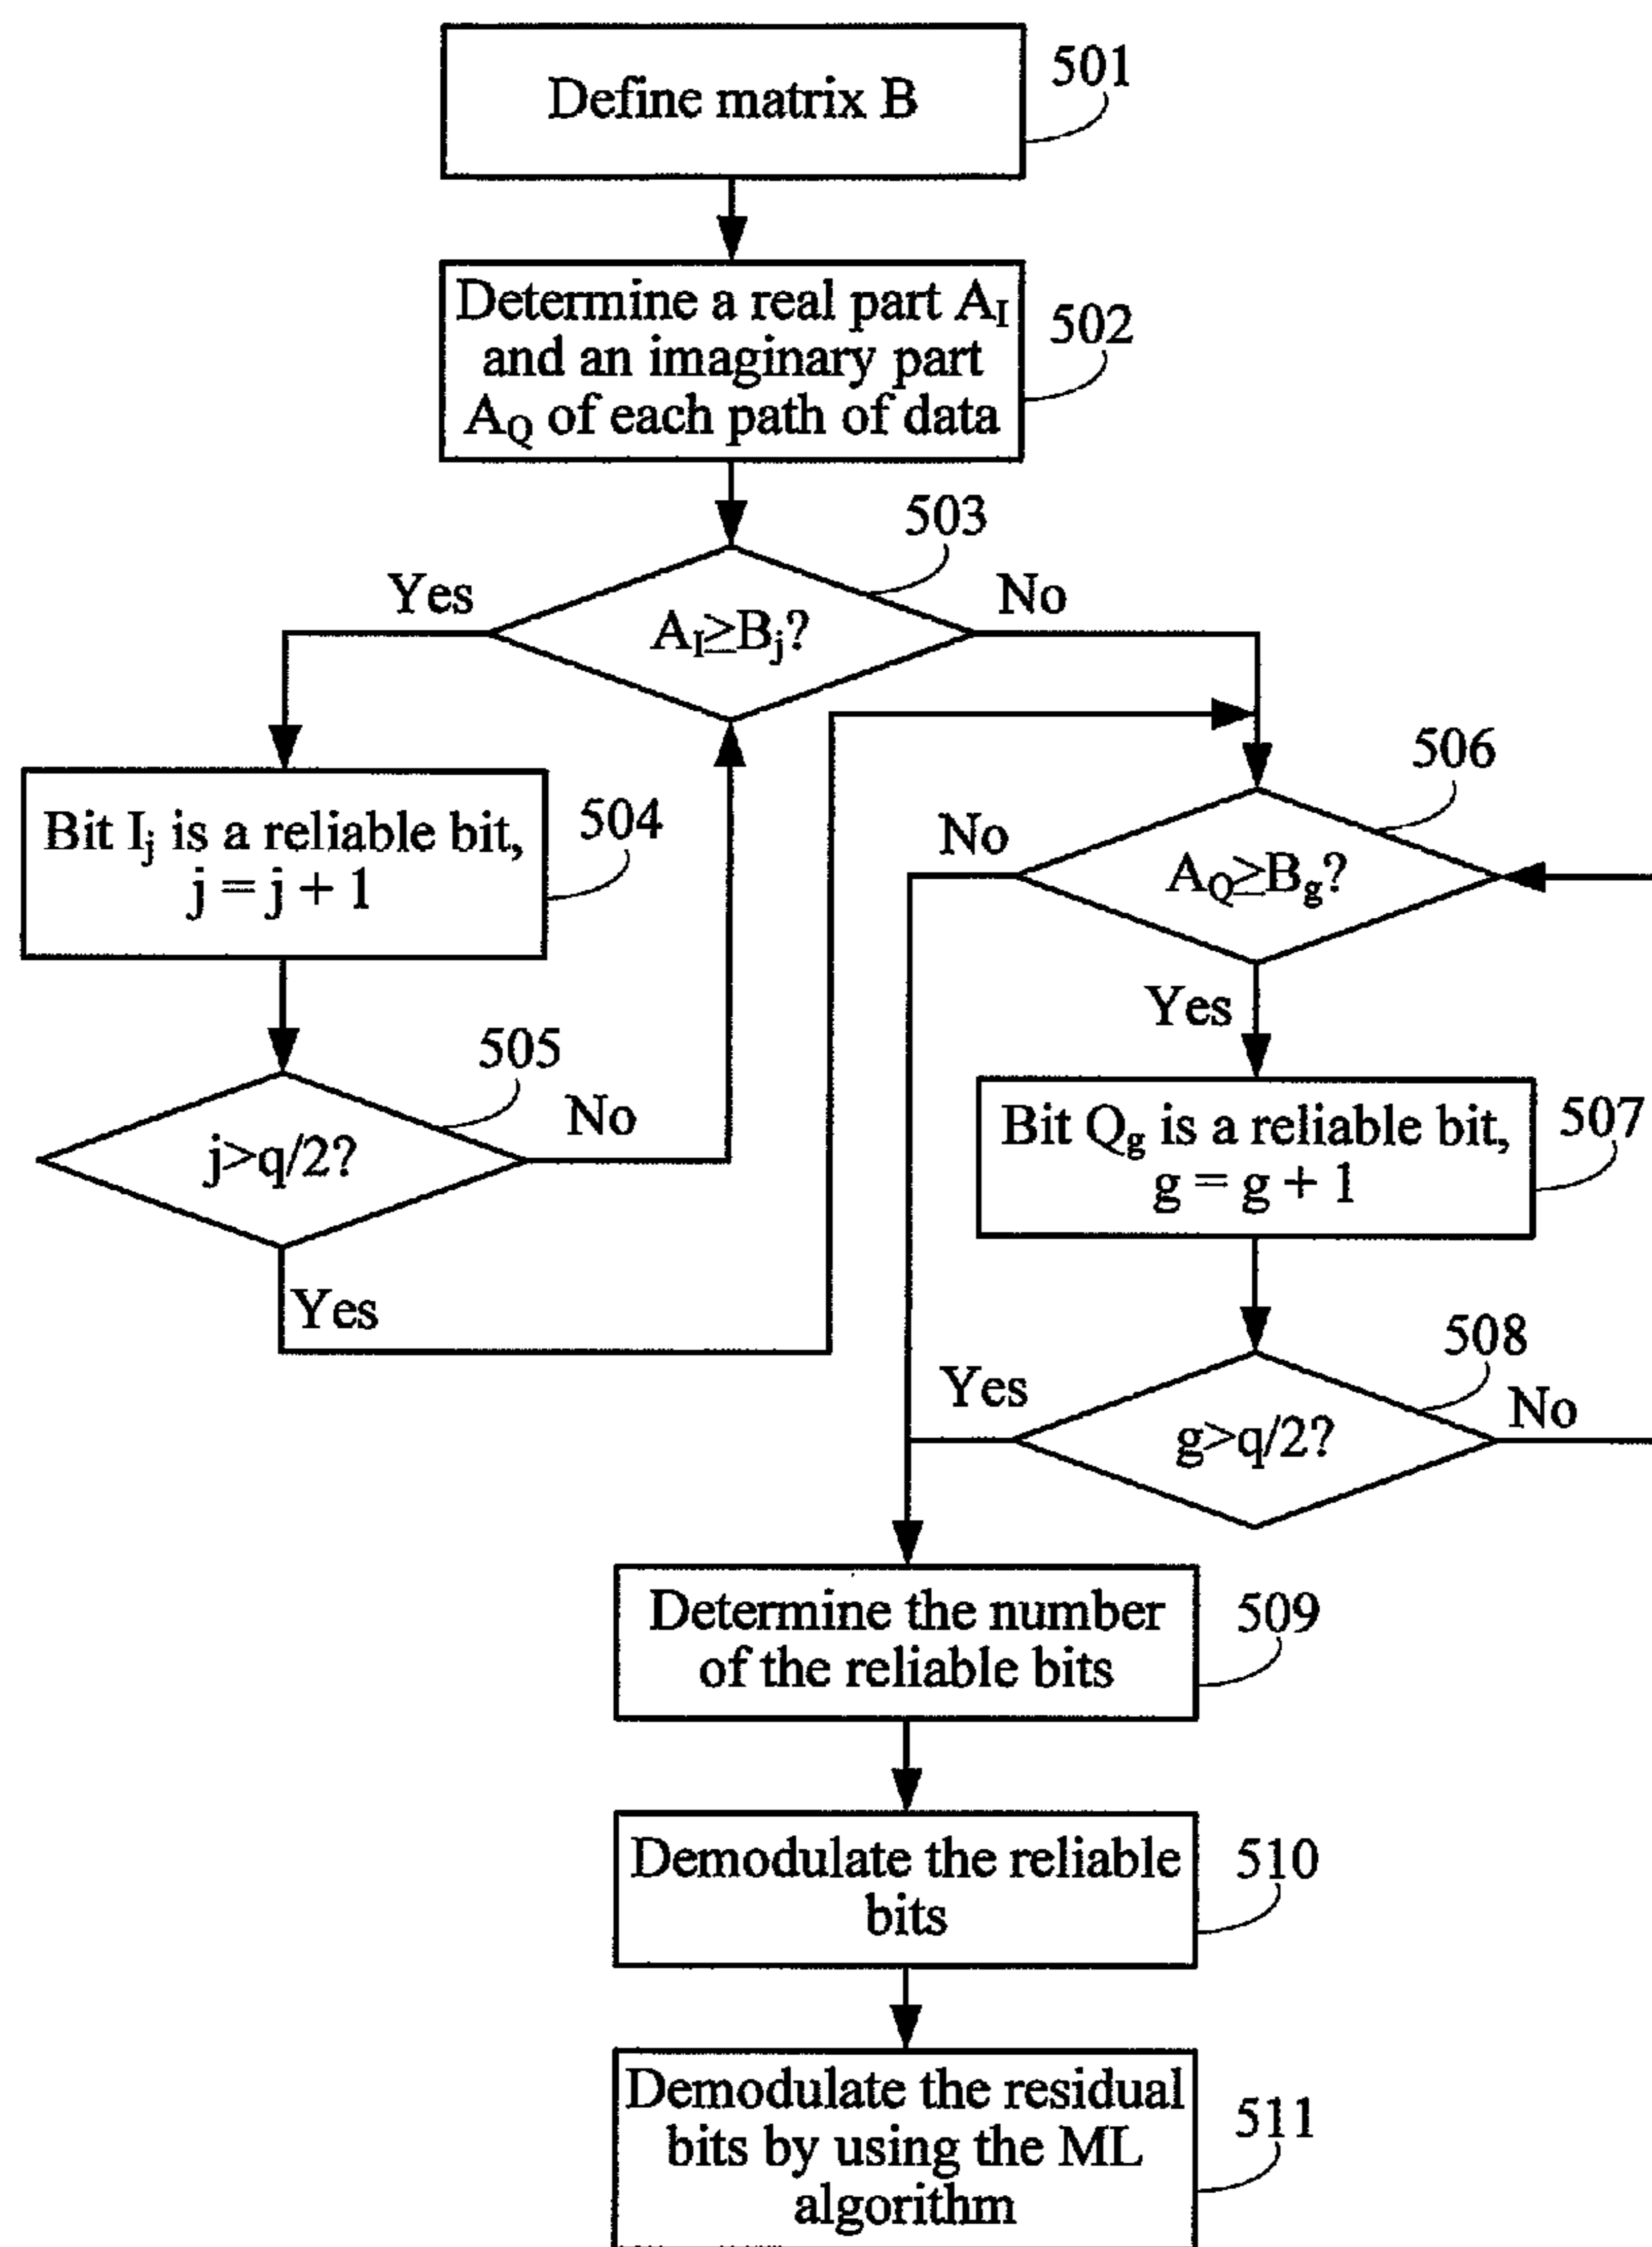 Define matrix B
501
Determine a real part A_I
and an imaginary part
A_Q of each path of data
502
503
Yes
No
A_I≥B_j?
506
504
Bit I_j is a reliable bit,
j = j + 1
No
A_Q≥B_g?
Yes
505
No
j>q/2?
507
Bit Q_g is a reliable bit,
g = g + 1
Yes
508
Yes
No
g>q/2?
Determine the number
of the reliable bits
509
Demodulate the reliable
bits
510
Demodulate the residual
bits by using the ML
algorithm
511